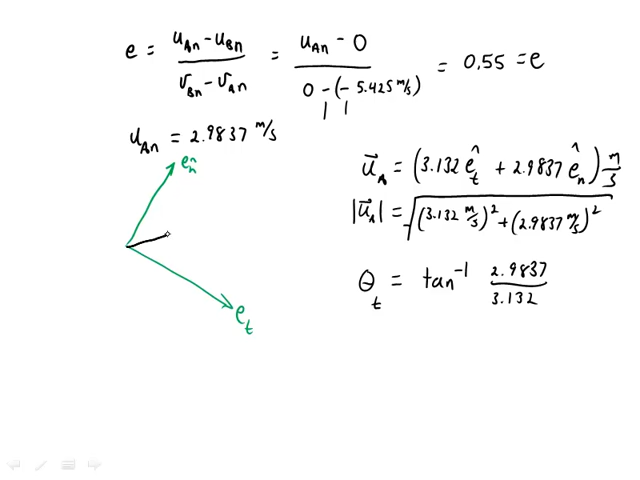 e = (u_An - u_Bn) / (v_Bn - v_An) = (u_An - 0) / (0 - (- 5.425 m/s)) = 0.55 = e
u_An = 2.9837 m/s
ê_n
u⃗_A = (3.132 ê_t + 2.9837 ê_n) m/s
|u⃗_A| = √((3.132 m/s)² + (2.9837 m/s)²)
θ_t = tan⁻¹ 2.9837 / 3.132
e_t